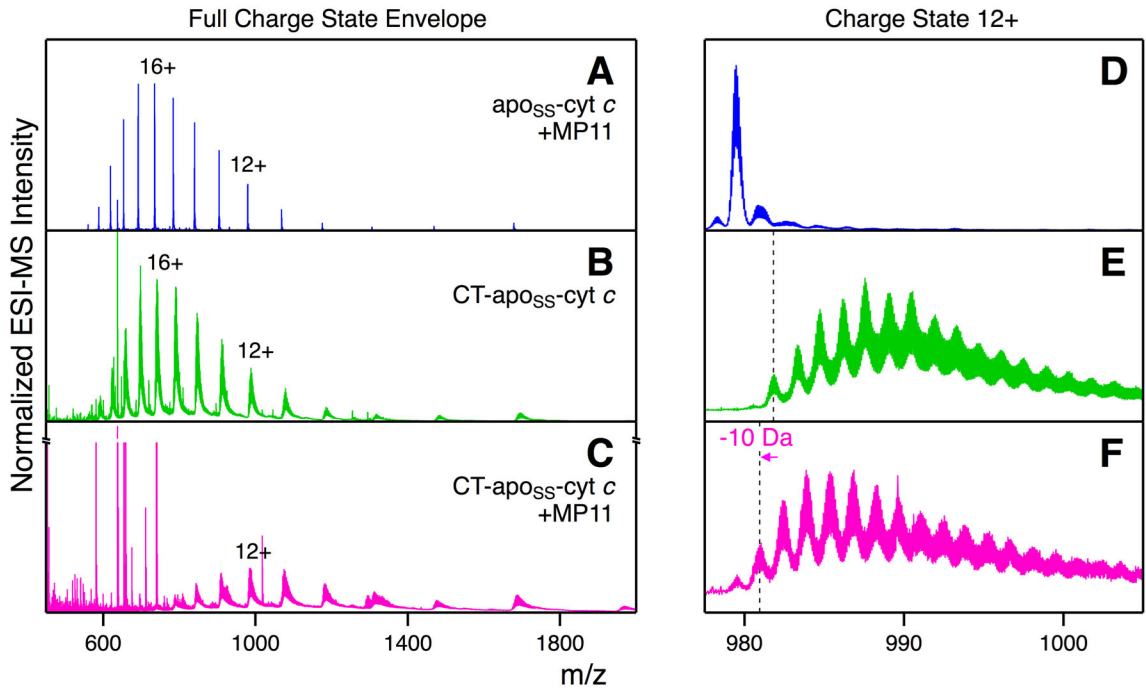 Full Charge State Envelope
Charge State 12+
Normalized ESI-MS Intensity
A
apoSS-cyt c
+MP11
16+
12+
B
CT-apoSS-cyt c
16+
12+
C
CT-apoSS-cyt c
+MP11
12+
D
E
F
-10 Da
600
1000
1400
1800
980
990
1000
m/z